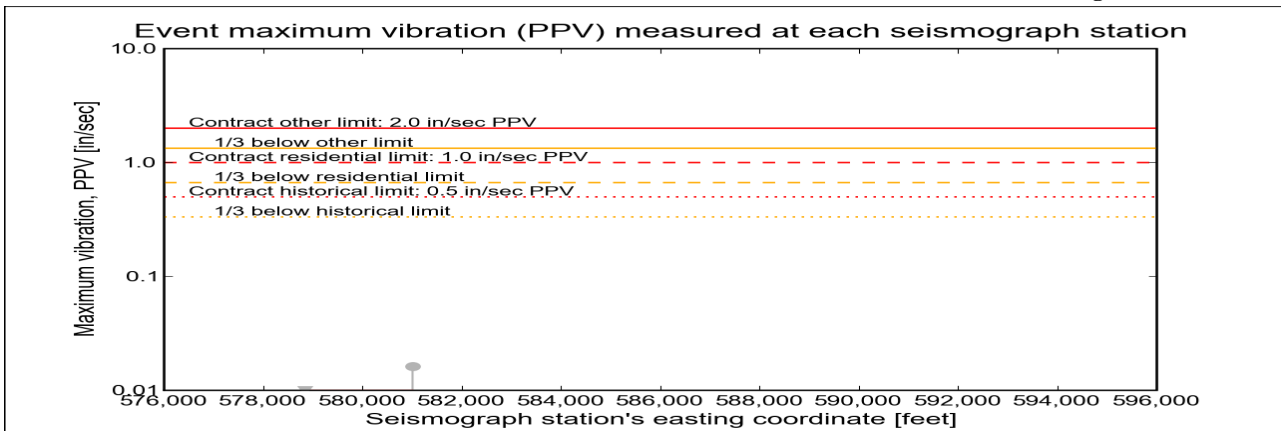 Event maximum vibration (PPV) measured at each seismograph station
Maximum vibration, PPV [in/sec]
10.0
1.0
0.1
0.01
Contract other limit: 2.0 in/sec PPV
1/3 below other limit
Contract residential limit: 1.0 in/sec PPV
1/3 below residential limit
Contract historical limit; 0.5 in/sec PPV
1/3 below historical limit
576,000 578,000 580,000 582,000 584,000 586,000 588,000 590,000 592,000 594,000 596,000
Seismograph station's easting coordinate [feet]